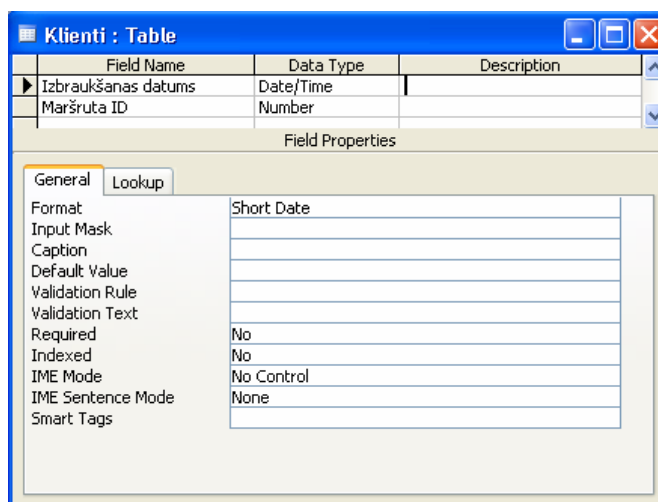 Klienti : Table
Field Name Data Type Description
Izbraukšanas datums Date/Time
Maršruta ID Number
Field Properties
General Lookup
Format Short Date
Input Mask
Caption
Default Value
Validation Rule
Validation Text
Required No
Indexed No
IME Mode No Control
IME Sentence Mode None
Smart Tags